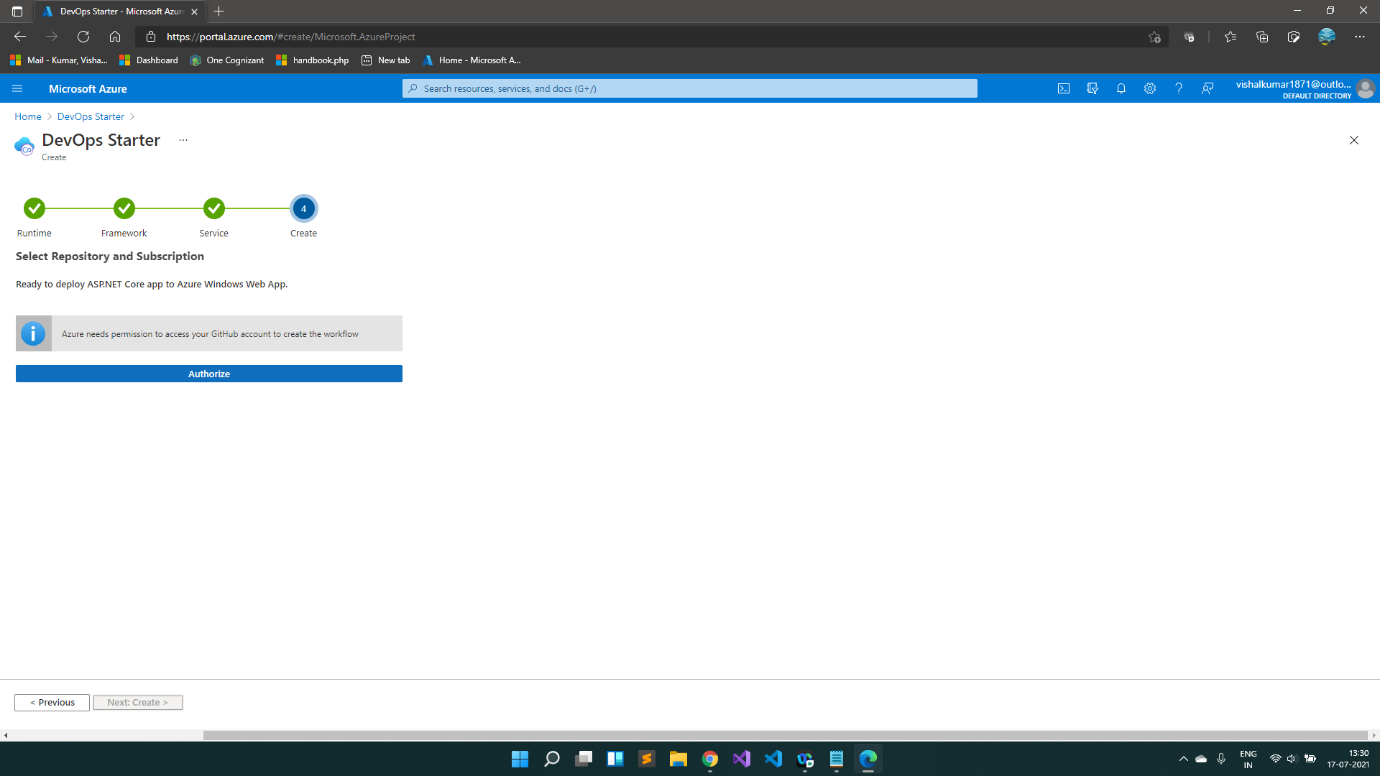 DevOps Starter - Microsoft Azur
https://portal.azure.com/#create/Microsoft.AzureProject
Mail - Kumar, Visha... Dashboard One Cognizant handbook.php New tab Home - Microsoft A...
Microsoft Azure
Search resources, services, and docs (G+/)
vishalkumar1871@outlo...
DEFAULT DIRECTORY
Home > DevOps Starter >
DevOps Starter ...
Create
4
Runtime Framework Service Create
Select Repository and Subscription
Ready to deploy ASP.NET Core app to Azure Windows Web App.
Azure needs permission to access your GitHub account to create the workflow
Authorize
< Previous Next: Create >
ENG
IN
13:30
17-07-2021